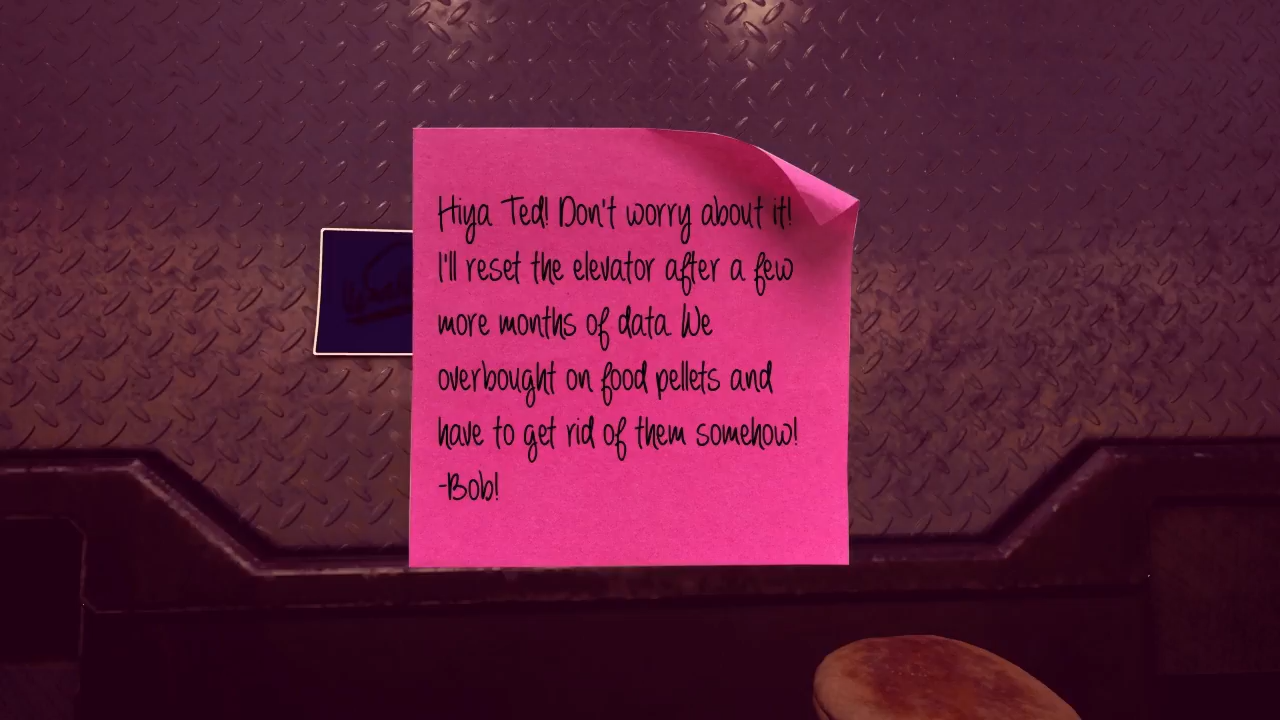 Hiya Ted! Don't worry about it!
I'll reset the elevator after a few
more months of data. We
overbought on food pellets and
have to get rid of them somehow!
-Bob!